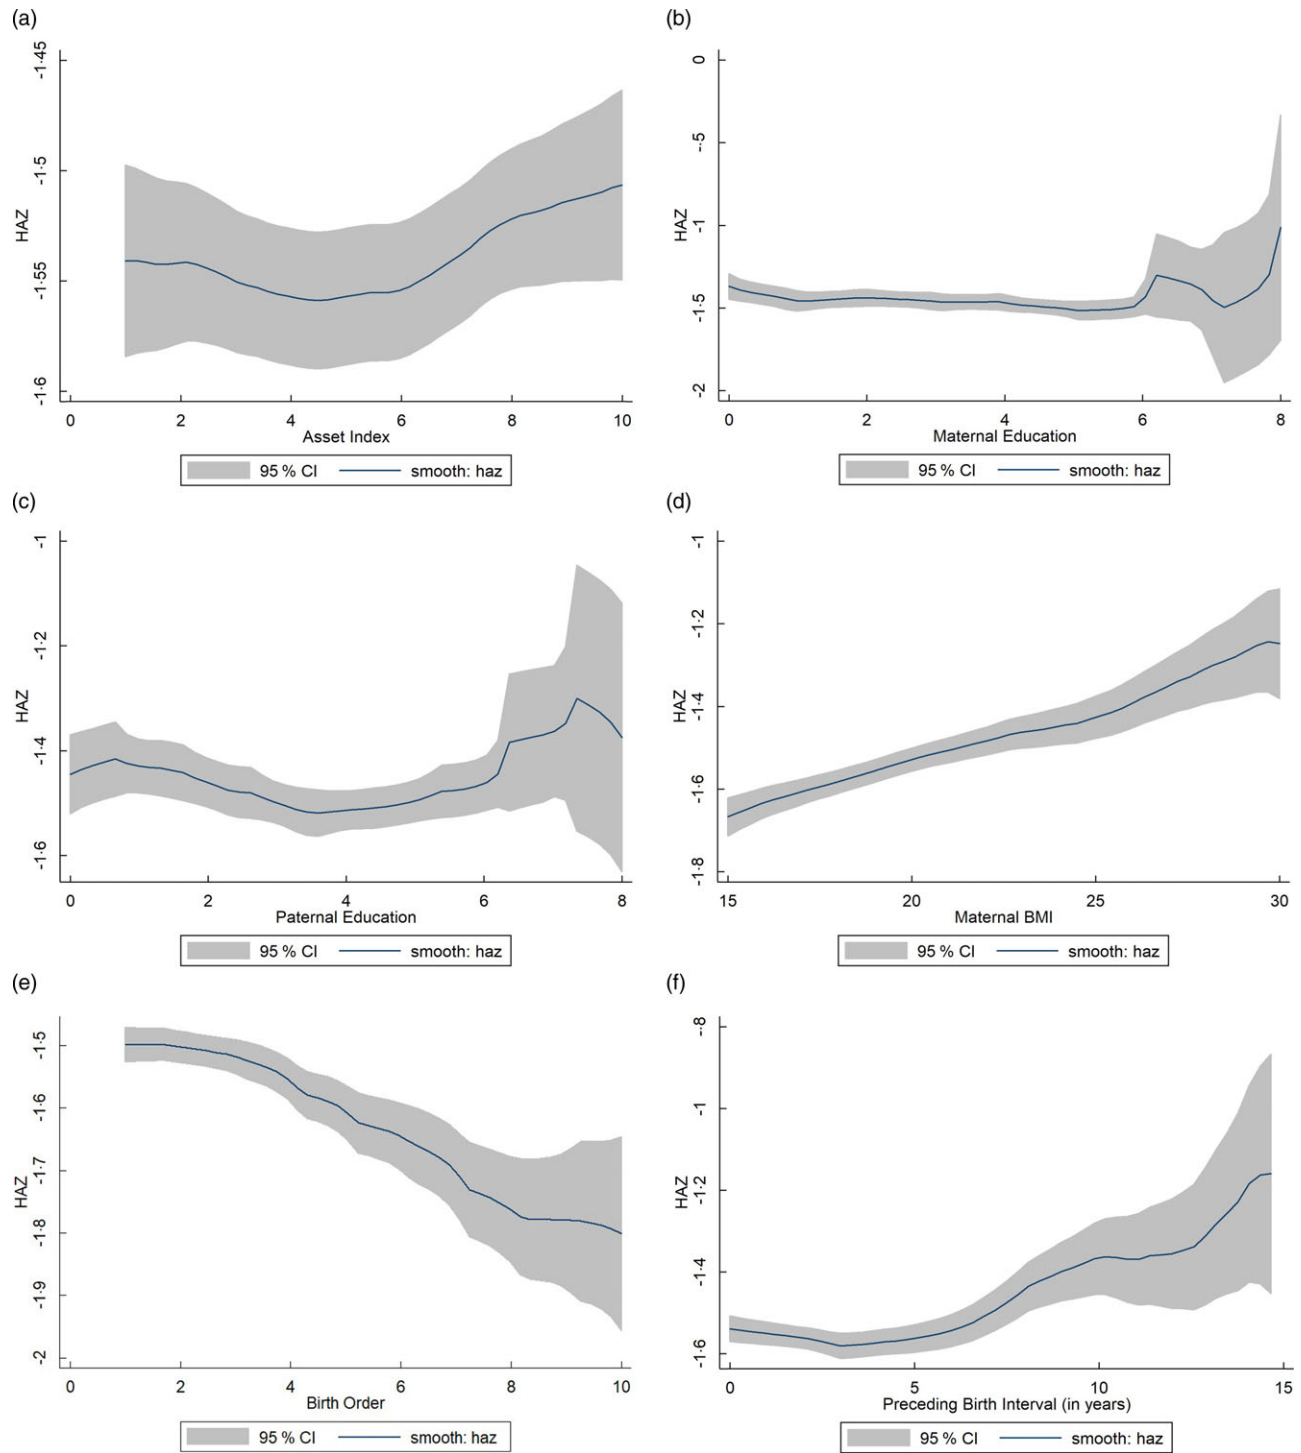 (a)
-1·45
-1·5
-1·55
-1·6
HAZ
0 2 4 6 8 10
Asset Index
95 % CI smooth: haz
(b)
0
-·5
-1
-1·5
-2
HAZ
0 2 4 6 8
Maternal Education
95 % CI smooth: haz
(c)
-1
-1·2
-1·4
-1·6
HAZ
0 2 4 6 8
Paternal Education
95 % CI smooth: haz
(d)
-1
-1·2
-1·4
-1·6
-1·8
HAZ
15 20 25 30
Maternal BMI
95 % CI smooth: haz
(e)
-1·5
-1·6
-1·7
-1·8
-1·9
-2
HAZ
0 2 4 6 8 10
Birth Order
95 % CI smooth: haz
(f)
-·8
-1
-1·2
-1·4
-1·6
HAZ
0 5 10 15
Preceding Birth Interval (in years)
95 % CI smooth: haz